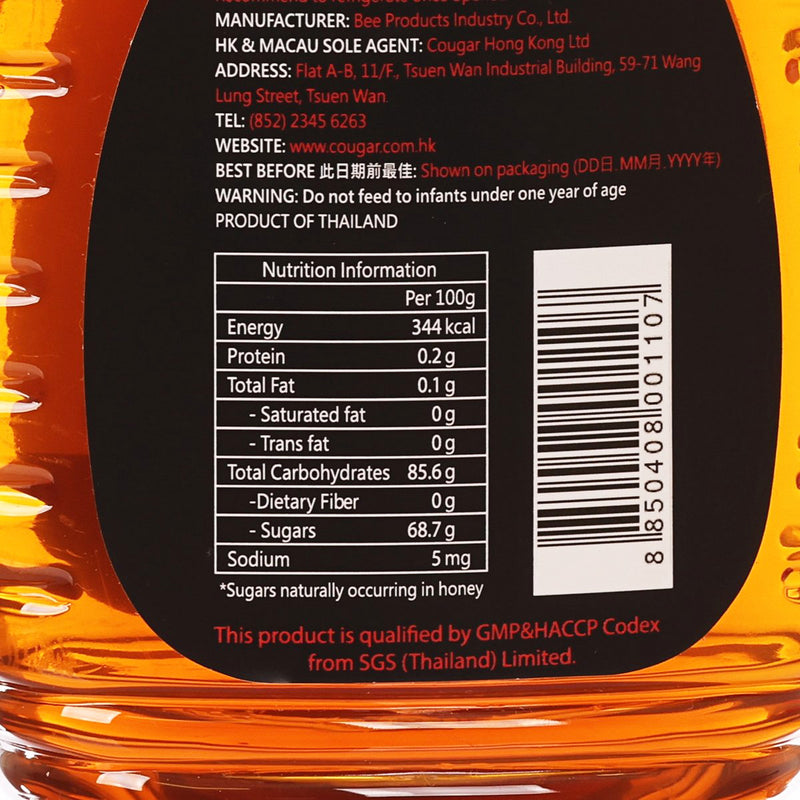 MANUFACTURER: Bee Products Industry Co., Ltd.
HK & MACAU SOLE AGENT: Cougar Hong Kong Ltd
ADDRESS: Flat A-B, 11/F., Tsuen Wan Industrial Building, 59-71 Wang
Lung Street, Tsuen Wan.
TEL: (852) 2345 6263
WEBSITE: www.cougar.com.hk
BEST BEFORE 此日期前最佳: Shown on packaging (DD日.MM月.YYYY年)
WARNING: Do not feed to infants under one year of age
PRODUCT OF THAILAND
Nutrition Information
Per 100g
Energy 344 kcal
Protein 0.2 g
Total Fat 0.1 g
- Saturated fat 0 g
- Trans fat 0 g
Total Carbohydrates 85.6 g
-Dietary Fiber 0 g
- Sugars 68.7 g
Sodium 5 mg
*Sugars naturally occurring in honey
8 850408 001107
This product is qualified by GMP&HACCP Codex
from SGS (Thailand) Limited.